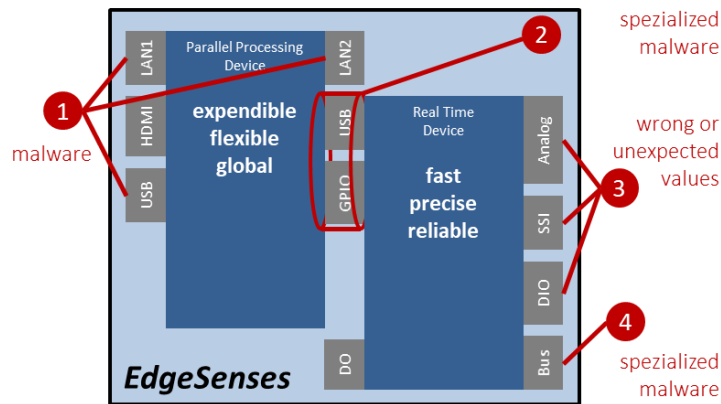 LAN1
HDMI
USB
1
malware
Parallel Processing
Device
expendible
flexible
global
LAN2
USB
GPIO
DO
2
spezialized
malware
Real Time
Device
fast
precise
reliable
Analog
SSI
DIO
Bus
wrong or
unexpected
values
3
4
spezialized
malware
EdgeSenses